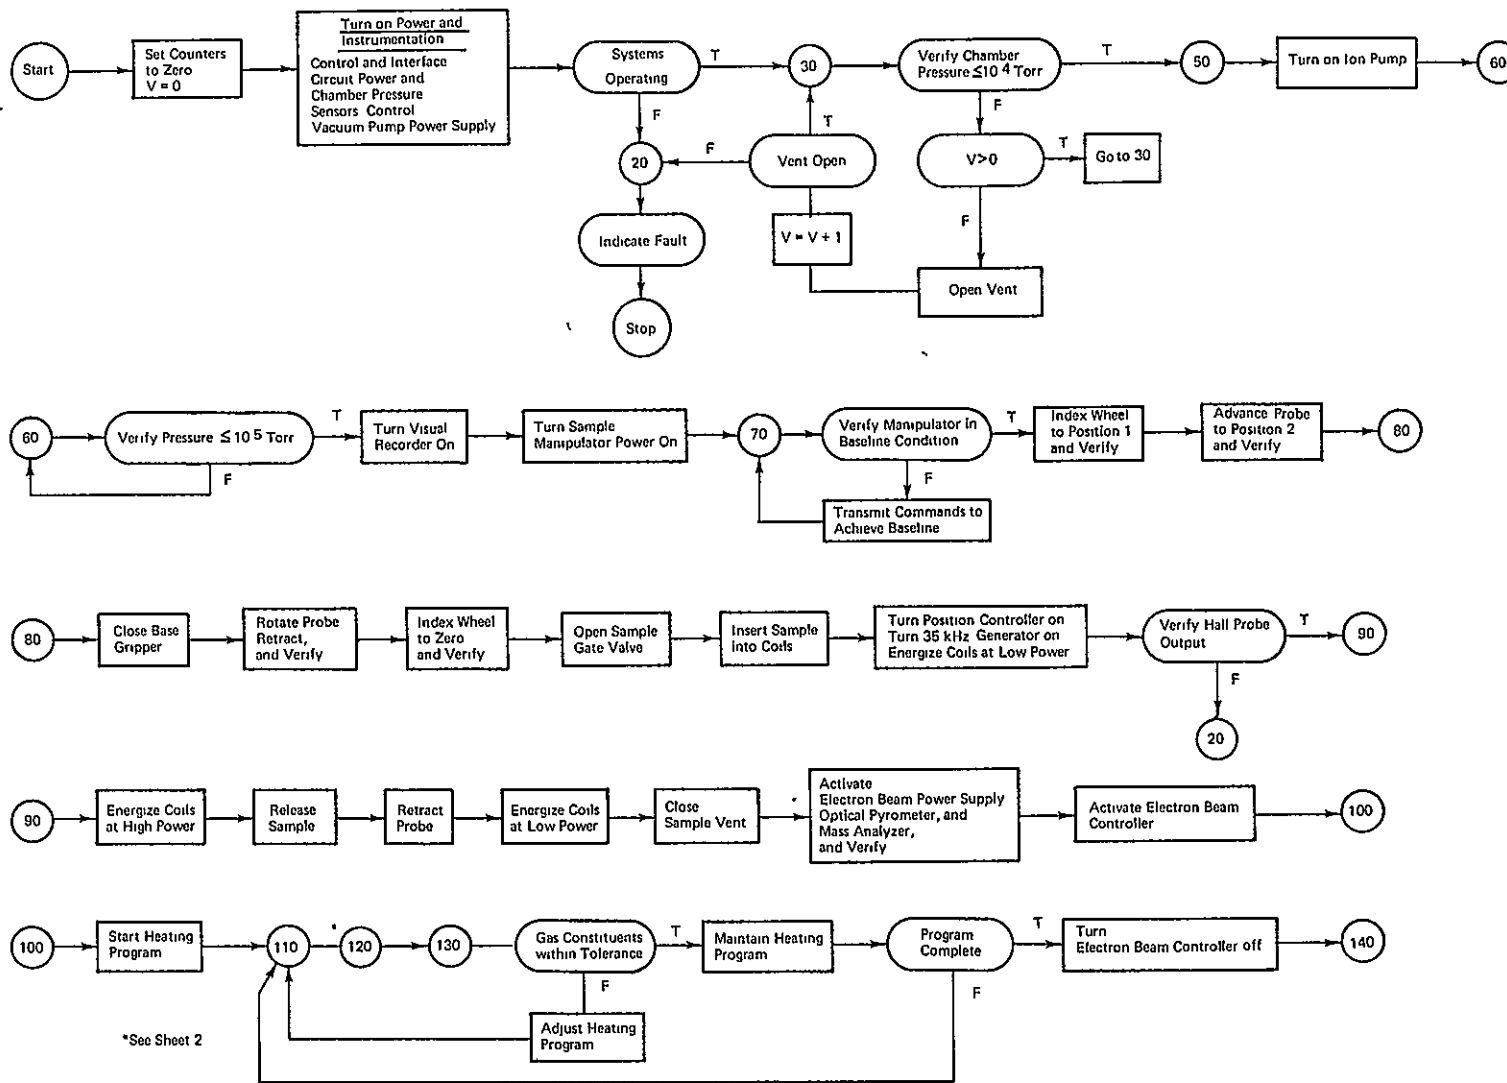 Start
Set Counters
to Zero
V = 0
Turn on Power and
Instrumentation
Control and Interface
Circuit Power and
Chamber Pressure
Sensors Control
Vacuum Pump Power Supply
Systems
Operating
T
F
20
Indicate Fault
Stop
30
T
Vent Open
F
V = V + 1
Verify Chamber
Pressure ≤10 4 Torr
T
F
V>0
T
Go to 30
F
Open Vent
50
Turn on Ion Pump
60
60
Verify Pressure ≤ 10 5 Torr
T
F
Turn Visual
Recorder On
Turn Sample
Manipulator Power On
70
Verify Manipulator in
Baseline Condition
T
F
Transmit Commands to
Achieve Baseline
Index Wheel
to Position 1
and Verify
Advance Probe
to Position 2
and Verify
80
80
Close Base
Gripper
Rotate Probe
Retract,
and Verify
Index Wheel
to Zero
and Verify
Open Sample
Gate Valve
Insert Sample
Into Coils
Turn Position Controller on
Turn 35 kHz Generator on
Energize Coils at Low Power
Verify Hall Probe
Output
T
90
F
20
90
Energize Coils
at High Power
Release
Sample
Retract
Probe
Energize Coils
at Low Power
Close
Sample Vent
Activate
Electron Beam Power Supply
Optical Pyrometer, and
Mass Analyzer,
and Verify
Activate Electron Beam
Controller
100
100
Start Heating
Program
110
*
120
130
Gas Constituents
within Tolerance
T
F
Adjust Heating
Program
Maintain Heating
Program
Program
Complete
T
F
Turn
Electron Beam Controller off
140
*See Sheet 2